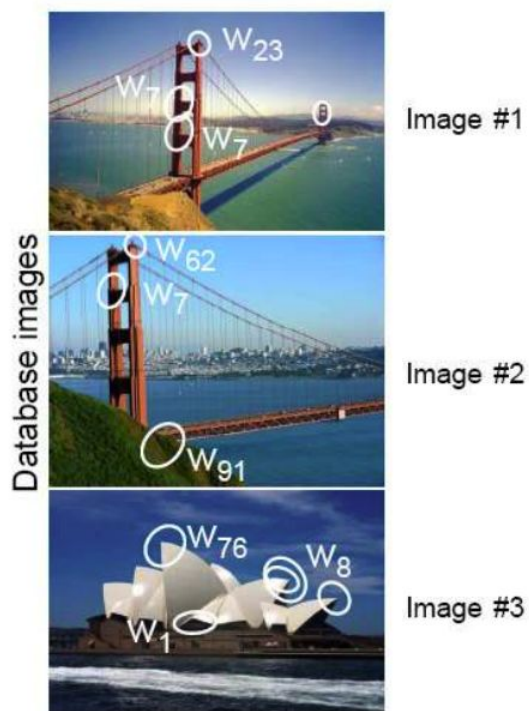 Database images
W23
W7
W7
Image #1
W62
W7
Image #2
W91
W76
W8
W1
Image #3